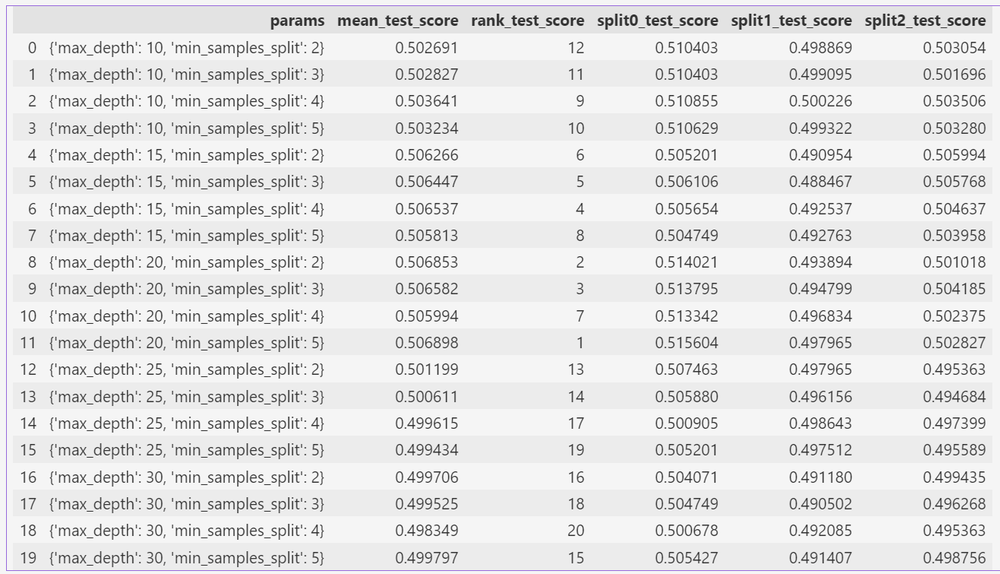 params mean_test_score rank_test_score split0_test_score split1_test_score split2_test_score
0 {'max_depth': 10, 'min_samples_split': 2} 0.502691 12 0.510403 0.498869 0.503054
1 {'max_depth': 10, 'min_samples_split': 3} 0.502827 11 0.510403 0.499095 0.501696
2 {'max_depth': 10, 'min_samples_split': 4} 0.503641 9 0.510855 0.500226 0.503506
3 {'max_depth': 10, 'min_samples_split': 5} 0.503234 10 0.510629 0.499322 0.503280
4 {'max_depth': 15, 'min_samples_split': 2} 0.506266 6 0.505201 0.490954 0.505994
5 {'max_depth': 15, 'min_samples_split': 3} 0.506447 5 0.506106 0.488467 0.505768
6 {'max_depth': 15, 'min_samples_split': 4} 0.506537 4 0.505654 0.492537 0.504637
7 {'max_depth': 15, 'min_samples_split': 5} 0.505813 8 0.504749 0.492763 0.503958
8 {'max_depth': 20, 'min_samples_split': 2} 0.506853 2 0.514021 0.493894 0.501018
9 {'max_depth': 20, 'min_samples_split': 3} 0.506582 3 0.513795 0.494799 0.504185
10 {'max_depth': 20, 'min_samples_split': 4} 0.505994 7 0.513342 0.496834 0.502375
11 {'max_depth': 20, 'min_samples_split': 5} 0.506898 1 0.515604 0.497965 0.502827
12 {'max_depth': 25, 'min_samples_split': 2} 0.501199 13 0.507463 0.497965 0.495363
13 {'max_depth': 25, 'min_samples_split': 3} 0.500611 14 0.505880 0.496156 0.494684
14 {'max_depth': 25, 'min_samples_split': 4} 0.499615 17 0.500905 0.498643 0.497399
15 {'max_depth': 25, 'min_samples_split': 5} 0.499434 19 0.505201 0.497512 0.495589
16 {'max_depth': 30, 'min_samples_split': 2} 0.499706 16 0.504071 0.491180 0.499435
17 {'max_depth': 30, 'min_samples_split': 3} 0.499525 18 0.504749 0.490502 0.496268
18 {'max_depth': 30, 'min_samples_split': 4} 0.498349 20 0.500678 0.492085 0.495363
19 {'max_depth': 30, 'min_samples_split': 5} 0.499797 15 0.505427 0.491407 0.498756